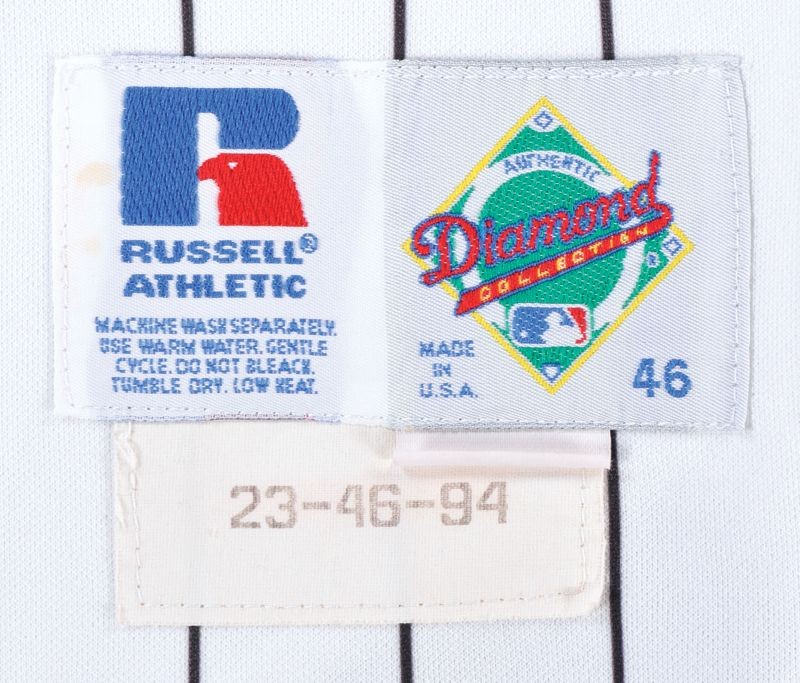 RUSSELL®
ATHLETIC
MACHINE WASH SEPARATELY.
USE WARM WATER. GENTLE
CYCLE. DO NOT BLEACH.
TUMBLE DRY. LOW HEAT.
AUTHENTIC
Diamond
COLLECTION
®
MADE
IN
U.S.A.
46
23-46-94